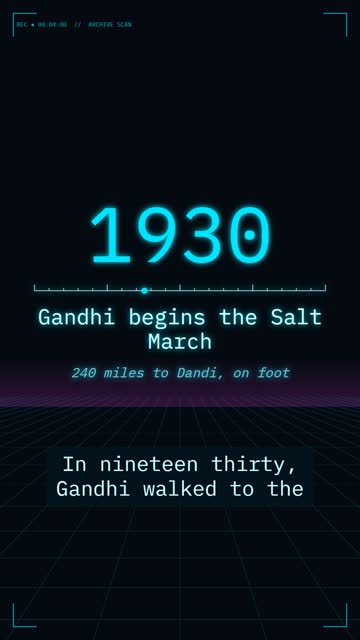 REC ● 00:04:00 // ARCHIVE SCAN
1930
Gandhi begins the Salt
March
240 miles to Dandi, on foot
In nineteen thirty,
Gandhi walked to the